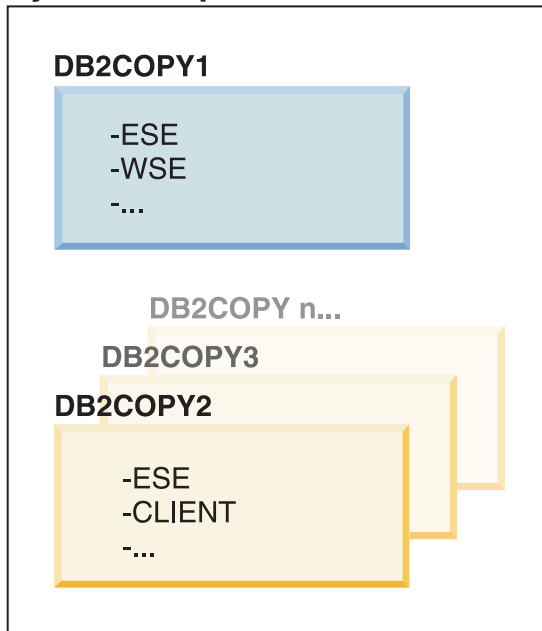 DB2COPY1
-ESE
-WSE
-...
DB2COPY n...
DB2COPY3
DB2COPY2
-ESE
-CLIENT
-...